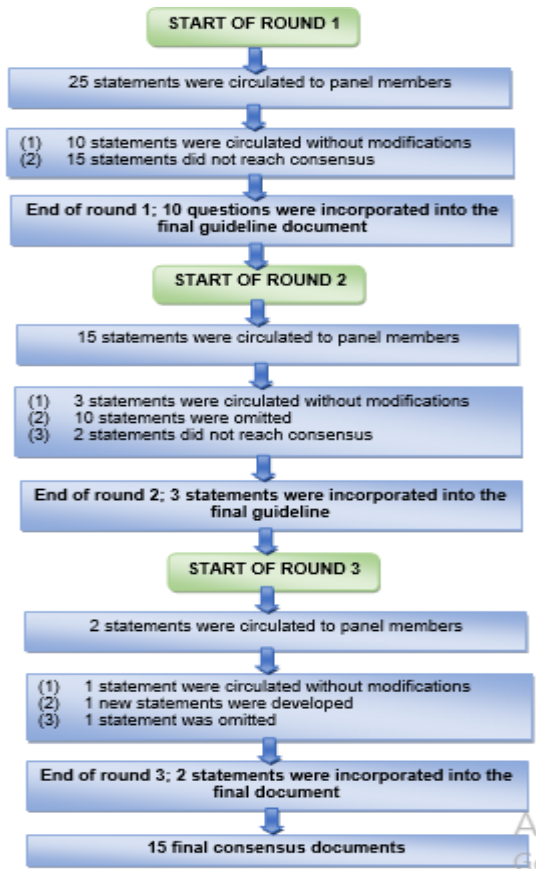 START OF ROUND 1
25 statements were circulated to panel members
(1) 10 statements were circulated without modifications
(2) 15 statements did not reach consensus
End of round 1; 10 questions were incorporated into the
final guideline document
START OF ROUND 2
15 statements were circulated to panel members
(1) 3 statements were circulated without modifications
(2) 10 statements were omitted
(3) 2 statements did not reach consensus
End of round 2; 3 statements were incorporated into the
final guideline
START OF ROUND 3
2 statements were circulated to panel members
(1) 1 statement were circulated without modifications
(2) 1 new statements were developed
(3) 1 statement was omitted
End of round 3; 2 statements were incorporated into the
final document
15 final consensus documents